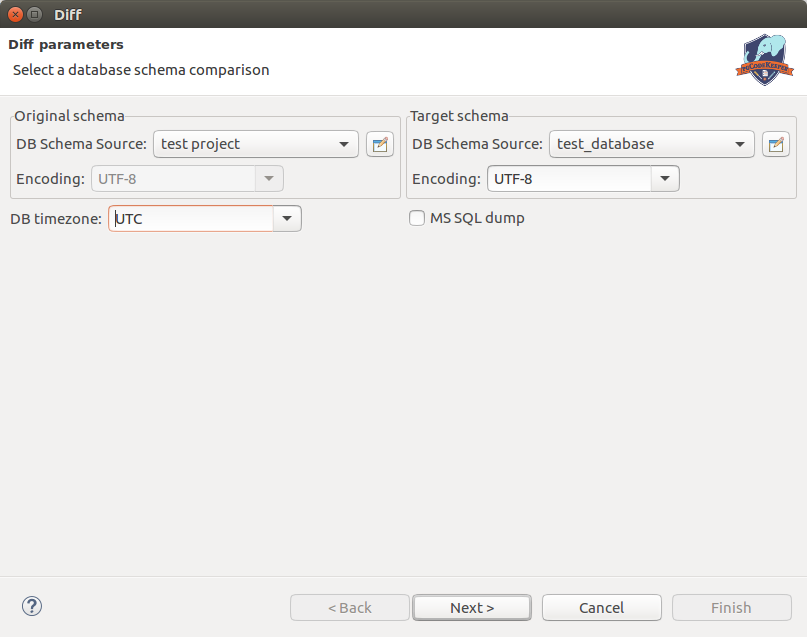 Diff
Diff parameters
Select a database schema comparison
pgCodeKeeper
Original schema
DB Schema Source: test project
Encoding: UTF-8
Target schema
DB Schema Source: test_database
Encoding: UTF-8
DB timezone: UTC
MS SQL dump
?
< Back Next > Cancel Finish